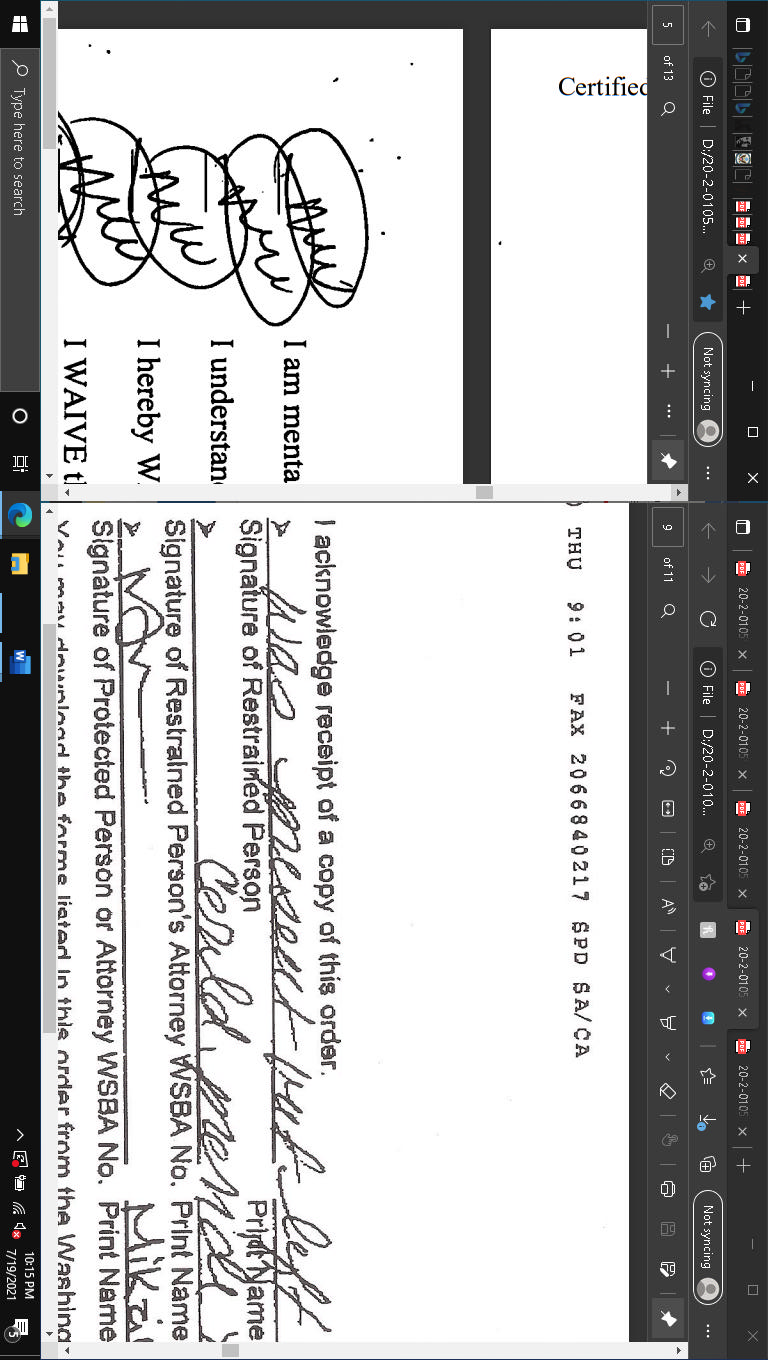 20-2-0105
20-2-0105
20-2-0105
20-2-0105
20-2-0105
File
D:/20-2-0105...
Not syncing
File
D:/20-2-010...
Not syncing
5
of 13
9
of 11
Certified
I am menta
I understan
I hereby W
I WAIVE t
THU 9:01 FAX 2066840217 SPD SA/CA
I acknowledge receipt of a copy of this order.
was present but left
Signature of Restrained Person
Print Name
Signature of Restrained Person's Attorney WSBA No.
Print Name
Signature of Protected Person or Attorney WSBA No.
Print Name
You may download the forms listed in this order from the Washing
Type here to search
10:15 PM
7/19/2021
5